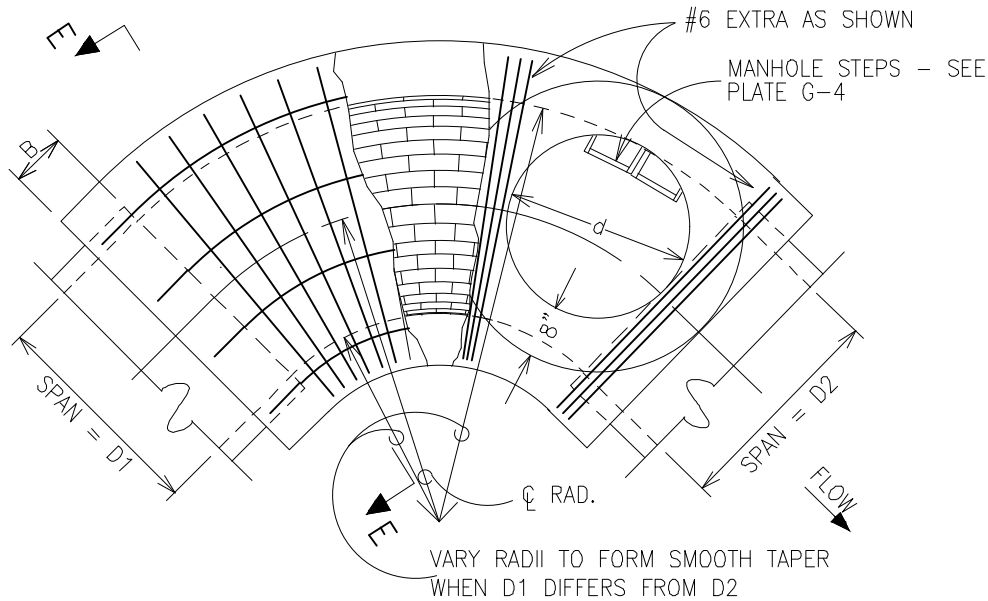 #6 EXTRA AS SHOWN
E
MANHOLE STEPS – SEE
PLATE G–4
B
d
8"
SPAN = D1
SPAN = D2
FLOW
℄ RAD.
E
VARY RADII TO FORM SMOOTH TAPER
WHEN D1 DIFFERS FROM D2